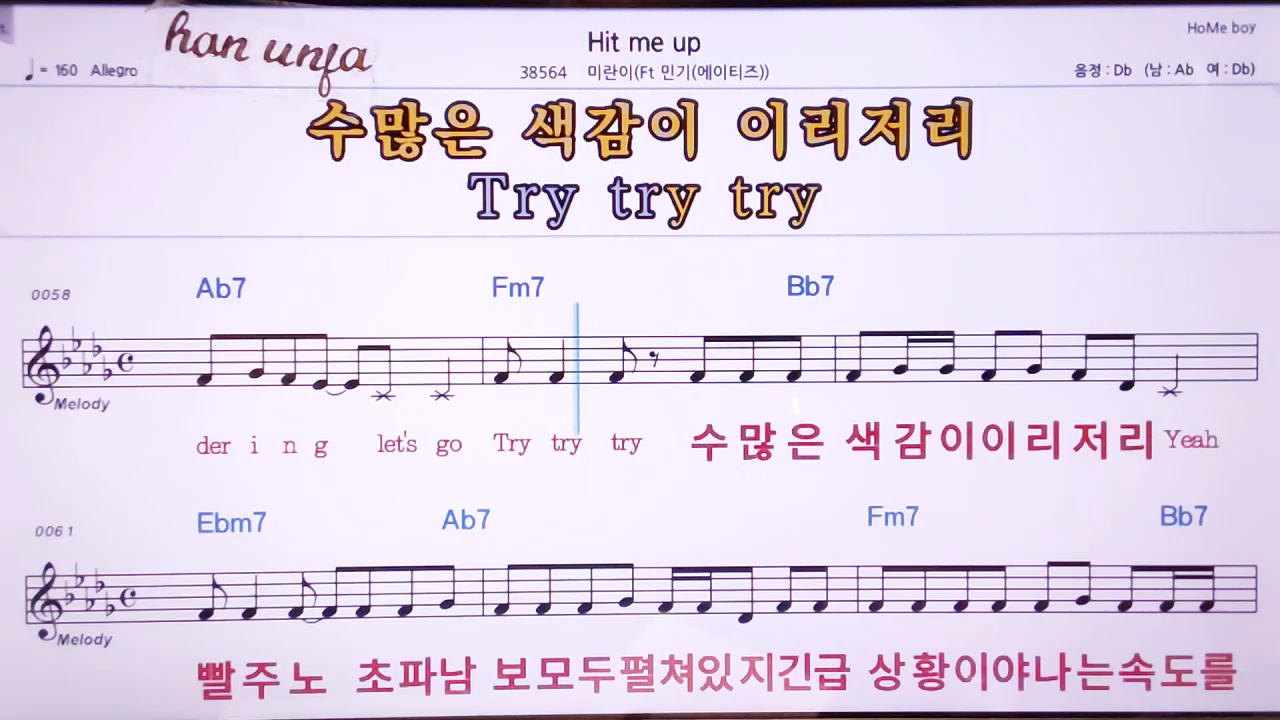 han unja
Hit me up
HoMe boy
♩= 160 Allegro
38564 미란이(Ft 민기(에이티즈))
음정 : Db (남 : Ab 여 : Db)
수많은 색감이 이리저리
Try try try
0058
Ab7 Fm7 Bb7
Melody
der i n g let's go Try try try 수 많 은 색 감 이 이 리 저 리 Yeah
0061
Ebm7 Ab7 Fm7 Bb7
Melody
빨 주 노 초 파 남 보 모 두 펼 쳐 있 지 긴 급 상 황 이 야 나 는 속 도 를